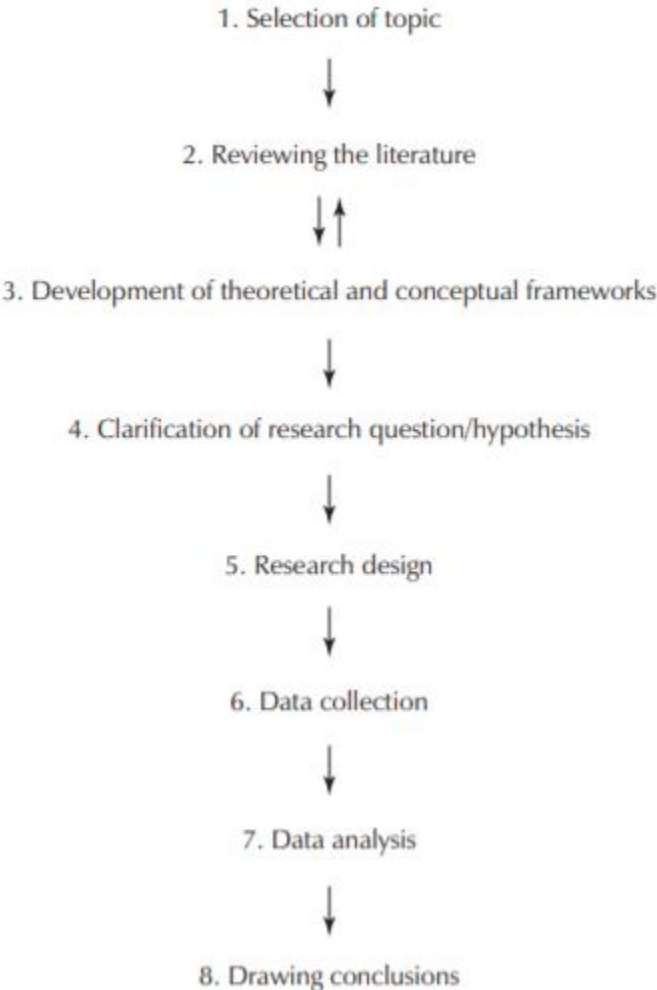 1. Selection of topic
2. Reviewing the literature
3. Development of theoretical and conceptual frameworks
4. Clarification of research question/hypothesis
5. Research design
6. Data collection
7. Data analysis
8. Drawing conclusions